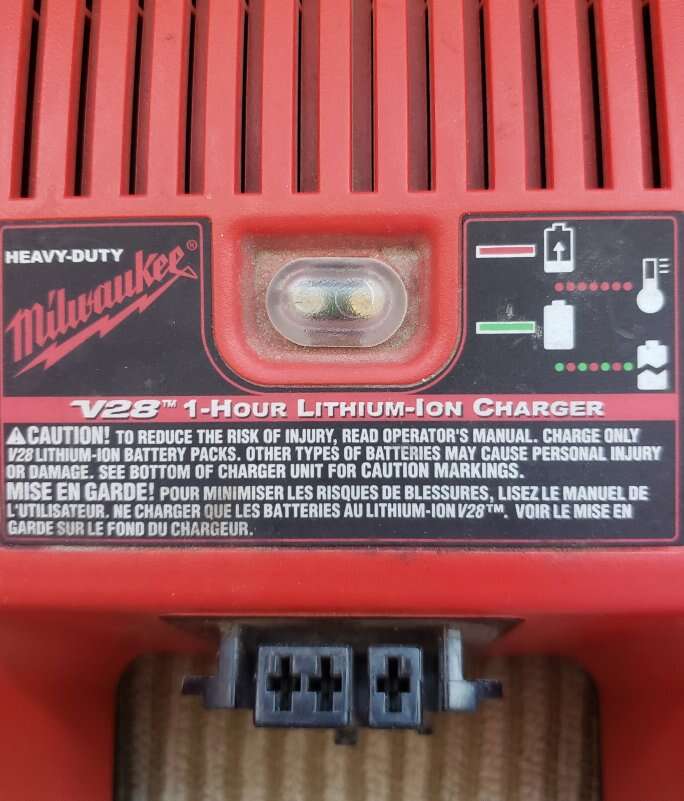 HEAVY-DUTY
Milwaukee®
V28™ 1-HOUR LITHIUM-ION CHARGER
CAUTION! TO REDUCE THE RISK OF INJURY, READ OPERATOR'S MANUAL. CHARGE ONLY
V28 LITHIUM-ION BATTERY PACKS. OTHER TYPES OF BATTERIES MAY CAUSE PERSONAL INJURY
OR DAMAGE. SEE BOTTOM OF CHARGER UNIT FOR CAUTION MARKINGS.
MISE EN GARDE! POUR MINIMISER LES RISQUES DE BLESSURES, LISEZ LE MANUEL DE
L'UTILISATEUR. NE CHARGER QUE LES BATTERIES AU LITHIUM-ION V28™. VOIR LE MISE EN
GARDE SUR LE FOND DU CHARGEUR.